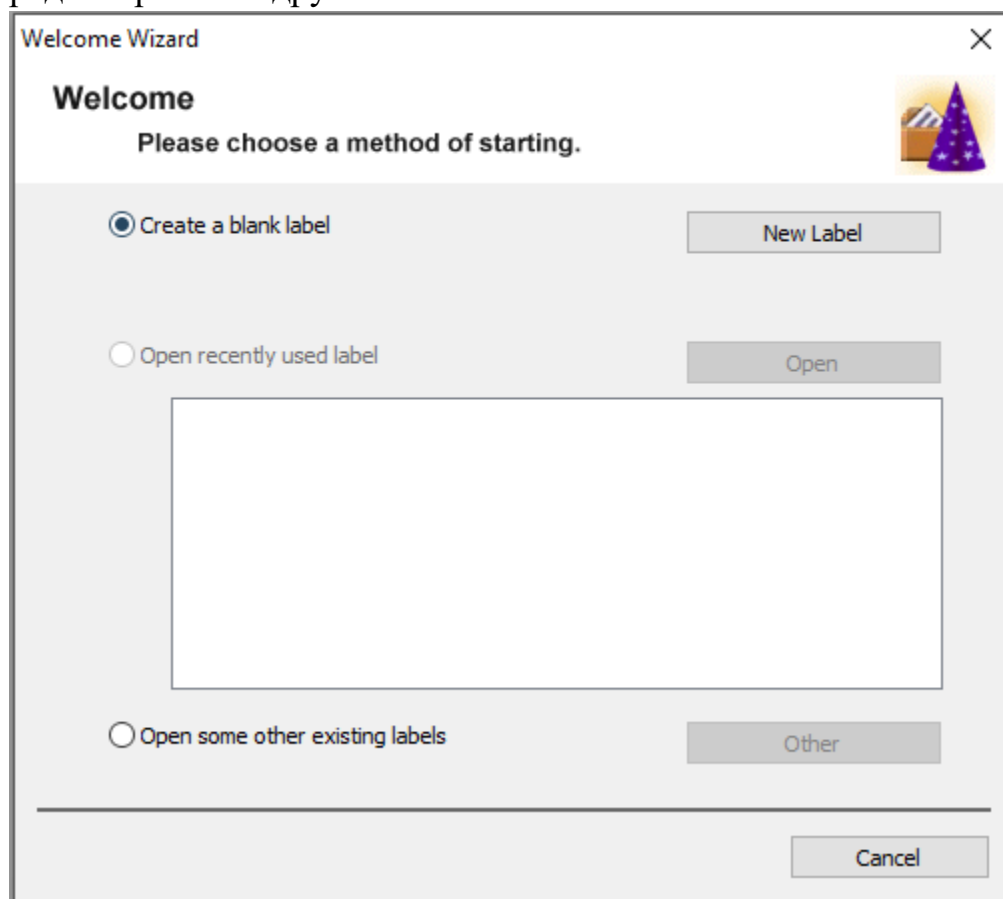 Welcome Wizard
Welcome
Please choose a method of starting.
Create a blank label
New Label
Open recently used label
Open
Open some other existing labels
Other
Cancel